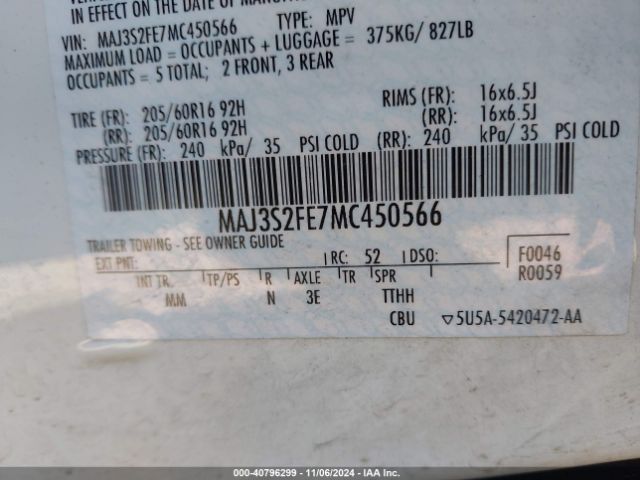 IN EFFECT ON THE DATE OF
VIN: MAJ3S2FE7MC450566 TYPE: MPV
MAXIMUM LOAD = OCCUPANTS + LUGGAGE = 375KG/ 827LB
OCCUPANTS = 5 TOTAL; 2 FRONT, 3 REAR
TIRE (FR): 205/60R16 92H RIMS (FR): 16x6.5J
(RR): 205/60R16 92H (RR): 16x6.5J
PRESSURE (FR): 240 kPa/ 35 PSI COLD (RR): 240 kPa/ 35 PSI COLD
MAJ3S2FE7MC450566
TRAILER TOWING - SEE OWNER GUIDE
EXT PNT: RC: 52 DSO: F0046
R0059
INT TR. TP/PS R AXLE TR SPR
MM N 3E TTHH
CBU ▽5U5A-5420472-AA
000-40796299 - 11/06/2024 - IAA Inc.